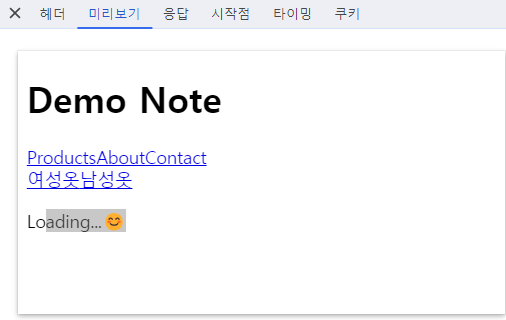 헤더 미리보기 응답 시작점 타이밍 쿠키
Demo Note
ProductsAboutContact
여성옷남성옷
Loading...😊